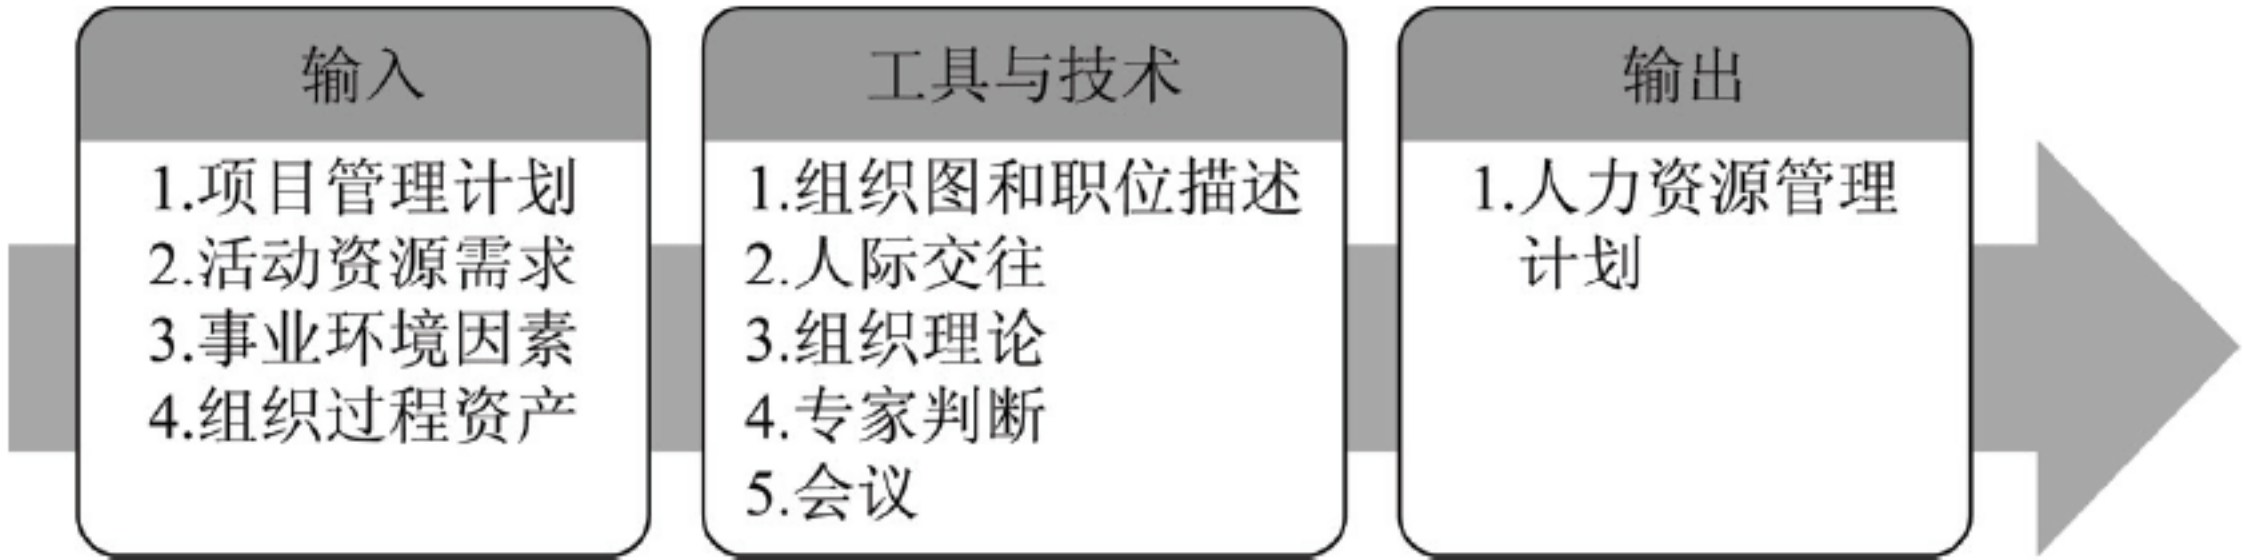 输入
1.项目管理计划
2.活动资源需求
3.事业环境因素
4.组织过程资产
工具与技术
1.组织图和职位描述
2.人际交往
3.组织理论
4.专家判断
5.会议
输出
1.人力资源管理
计划